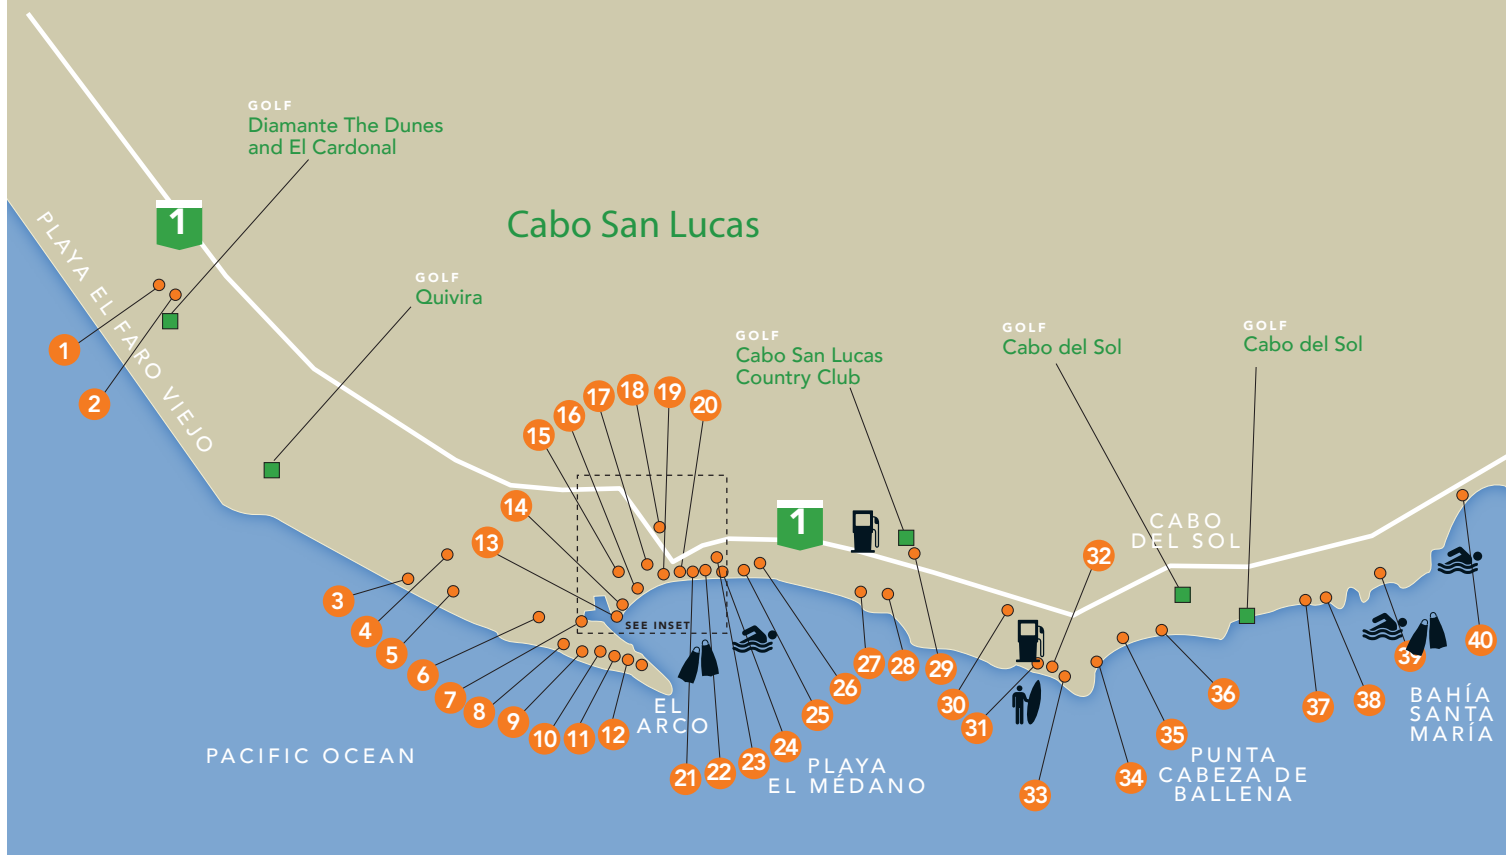 GOLF
Diamante The Dunes
and El Cardonal
1
Cabo San Lucas
PLAYA EL FARO VIEJO
GOLF
Quivira
GOLF
Cabo San Lucas
Country Club
GOLF
Cabo del Sol
GOLF
Cabo del Sol
1
2
15
16
17
18
19
20
14
13
1
CABO
DEL SOL
32
3
4
5
6
7
8
9
10
11
12
SEE INSET
EL
ARCO
21
22
23
24
25
26
27
28
29
30
31
33
34
35
36
37
38
39
40
PACIFIC OCEAN
PLAYA
EL MÉDANO
PUNTA
CABEZA DE
BALLENA
BAHÍA
SANTA
MARÍA